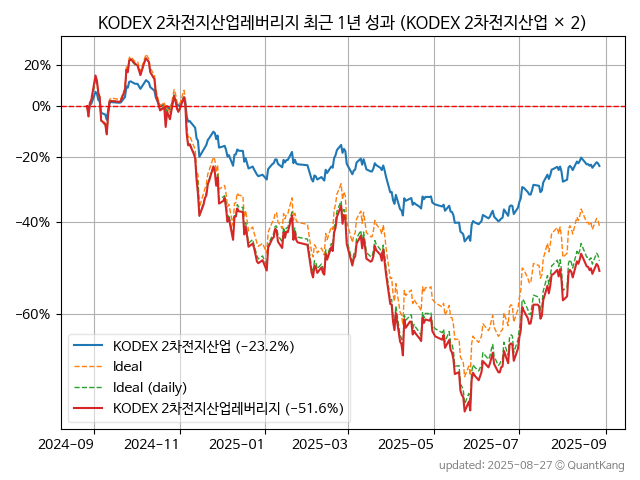 KODEX 2차전지산업레버리지 최근 1년 성과 (KODEX 2차전지산업 × 2)
20%
0%
−20%
−40%
−60%
KODEX 2차전지산업 (−23.2%)
Ideal
Ideal (daily)
KODEX 2차전지산업레버리지 (−51.6%)
2024-09 2024-11 2025-01 2025-03 2025-05 2025-07 2025-09
updated: 2025-08-27 © QuantKang